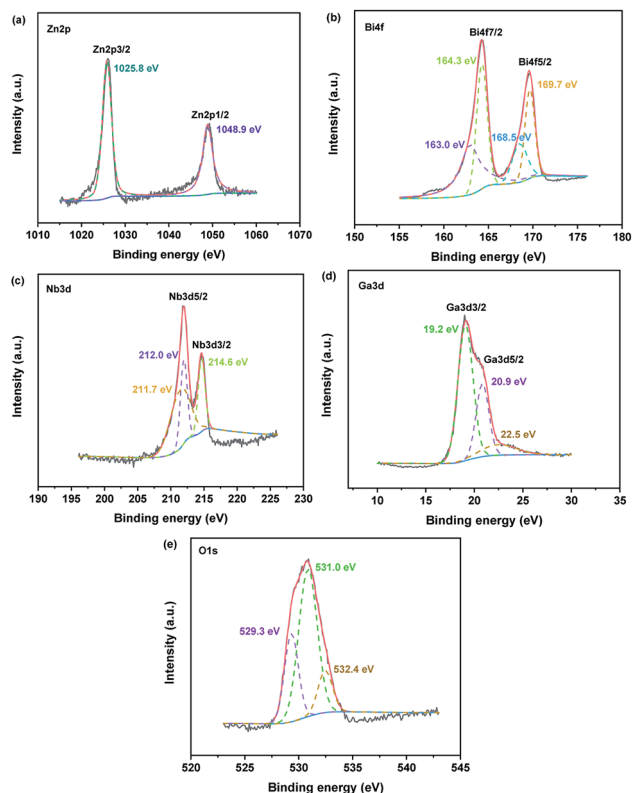 (a)
Zn2p
Zn2p3/2
1025.8 eV
Zn2p1/2
1048.9 eV
Intensity (a.u.)
1010 1020 1030 1040 1050 1060 1070
Binding energy (eV)
(b)
Bi4f
Bi4f7/2
Bi4f5/2
164.3 eV
169.7 eV
163.0 eV
168.5 eV
Intensity (a.u.)
150 155 160 165 170 175 180
Binding energy (eV)
(c)
Nb3d
Nb3d5/2
Nb3d3/2
212.0 eV
214.6 eV
211.7 eV
Intensity (a.u.)
190 195 200 205 210 215 220 225 230
Binding energy (eV)
(d)
Ga3d
Ga3d3/2
19.2 eV
Ga3d5/2
20.9 eV
22.5 eV
Intensity (a.u.)
10 15 20 25 30 35
Binding energy (eV)
(e)
O1s
531.0 eV
529.3 eV
532.4 eV
Intensity (a.u.)
520 525 530 535 540 545
Binding energy (eV)